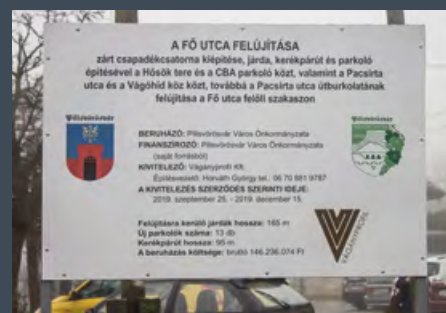 A FŐ UTCA FELÚJÍTÁSA
zárt csapadékcsatorna kiépítése, járda, kerékpárút és parkoló
építésével a Hősök tere és a CBA parkoló közt, valamint a Pacsirta
utca és a Vágóhíd köz közt, továbbá a Pacsirta utca útburkolatának
felújítása a Fő utca felőli szakaszon
Pilisvörösvár
BERUHÁZÓ: Pilisvörösvár Város Önkormányzata
FINANSZÍROZÓ: Pilisvörösvár Város Önkormányzata
(saját forrásból)
KIVITELEZŐ: Vágányprofi Kft.
Építésvezető: Horváth György tel.: 06 70 881 9787
A KIVITELEZÉS SZERZŐDÉS SZERINTI IDEJE:
2019. szeptember 25. - 2019. december 15.
Felújításra kerülő járdák hossza: 165 m
Új parkolók száma: 13 db
Kerékpárút hossza: 95 m
A beruházás költsége: bruttó 146.236.074 Ft
VÁGÁNYPROFI